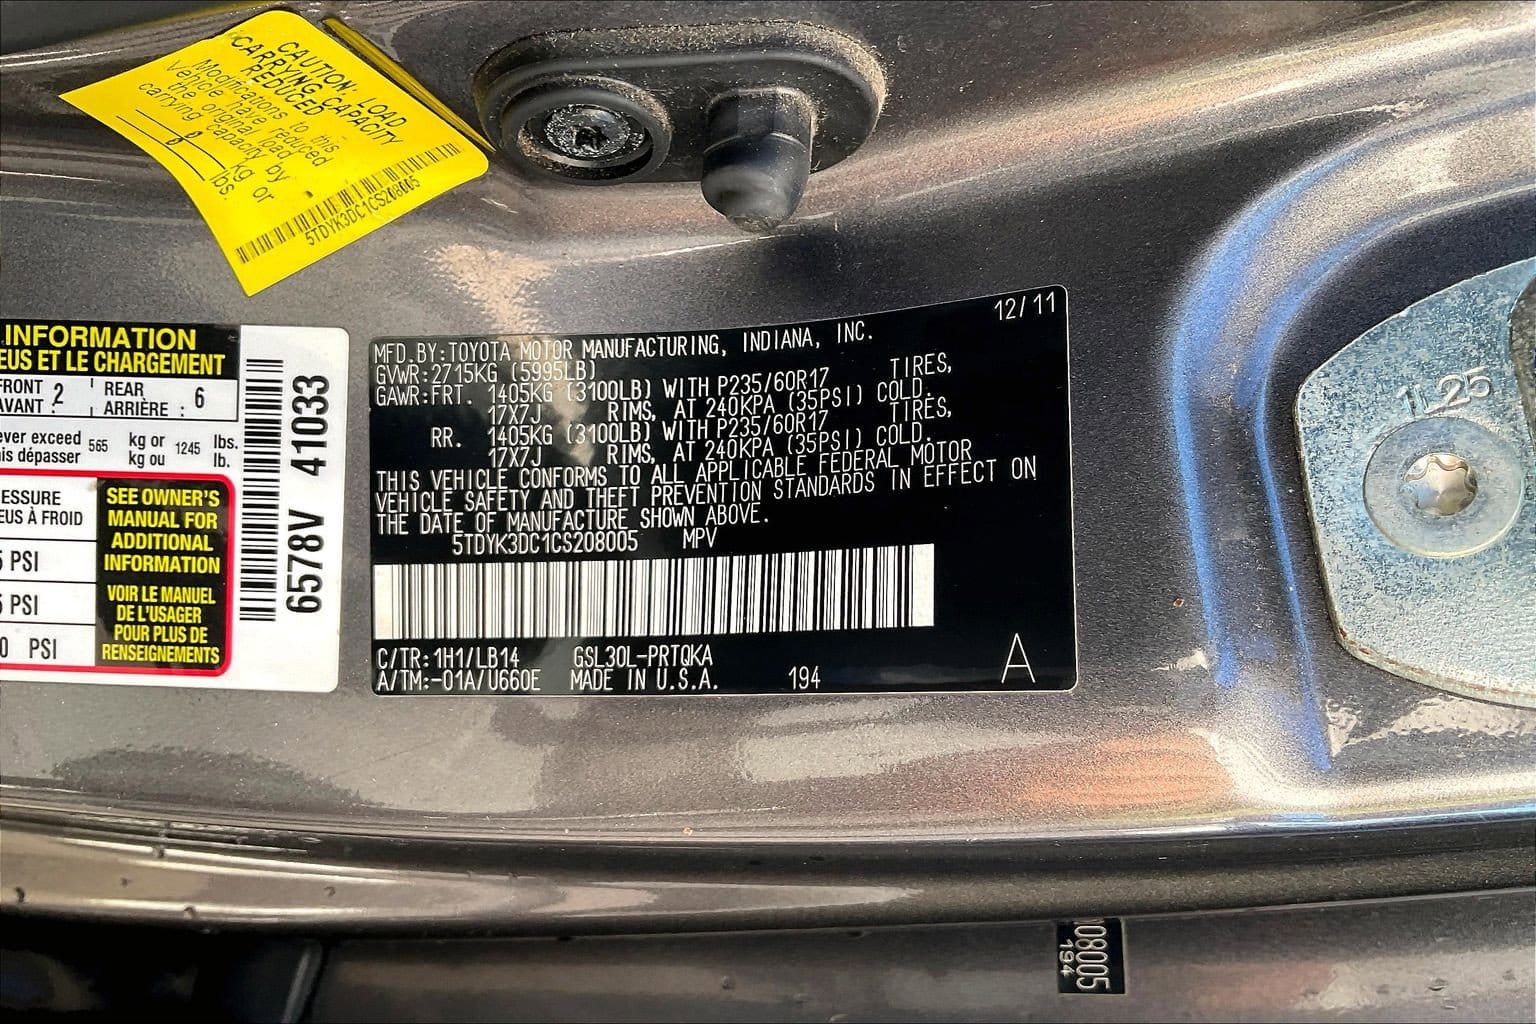 CAUTION: LOAD
CARRYING CAPACITY
REDUCED
Modifications to this
Vehicle have reduced
the original load
carrying capacity by
kg or
8 lbs.
5TDYK3DC1CS208005
INFORMATION
EUS ET LE CHARGEMENT
FRONT 2 REAR 6
AVANT : ARRIÈRE :
ever exceed 565 kg or 1245 lbs.
is dépasser kg ou lb.
ESSURE
EUS À FROID
5 PSI
5 PSI
0 PSI
SEE OWNER'S
MANUAL FOR
ADDITIONAL
INFORMATION
VOIR LE MANUEL
DE L'USAGER
POUR PLUS DE
RENSEIGNEMENTS
6578V 41033
12/11
MFD.BY:TOYOTA MOTOR MANUFACTURING, INDIANA, INC.
GVWR:2715KG (5995LB)
GAWR:FRT. 1405KG (3100LB) WITH P235/60R17 TIRES,
17X7J RIMS, AT 240KPA (35PSI) COLD.
RR. 1405KG (3100LB) WITH P235/60R17 TIRES,
17X7J RIMS, AT 240KPA (35PSI) COLD.
THIS VEHICLE CONFORMS TO ALL APPLICABLE FEDERAL MOTOR
VEHICLE SAFETY AND THEFT PREVENTION STANDARDS IN EFFECT ON
THE DATE OF MANUFACTURE SHOWN ABOVE.
5TDYK3DC1CS208005 MPV
C/TR:1H1/LB14 GSL30L-PRTQKA
A/TM:-01A/U660E MADE IN U.S.A. 194
A
1L25
208005
194